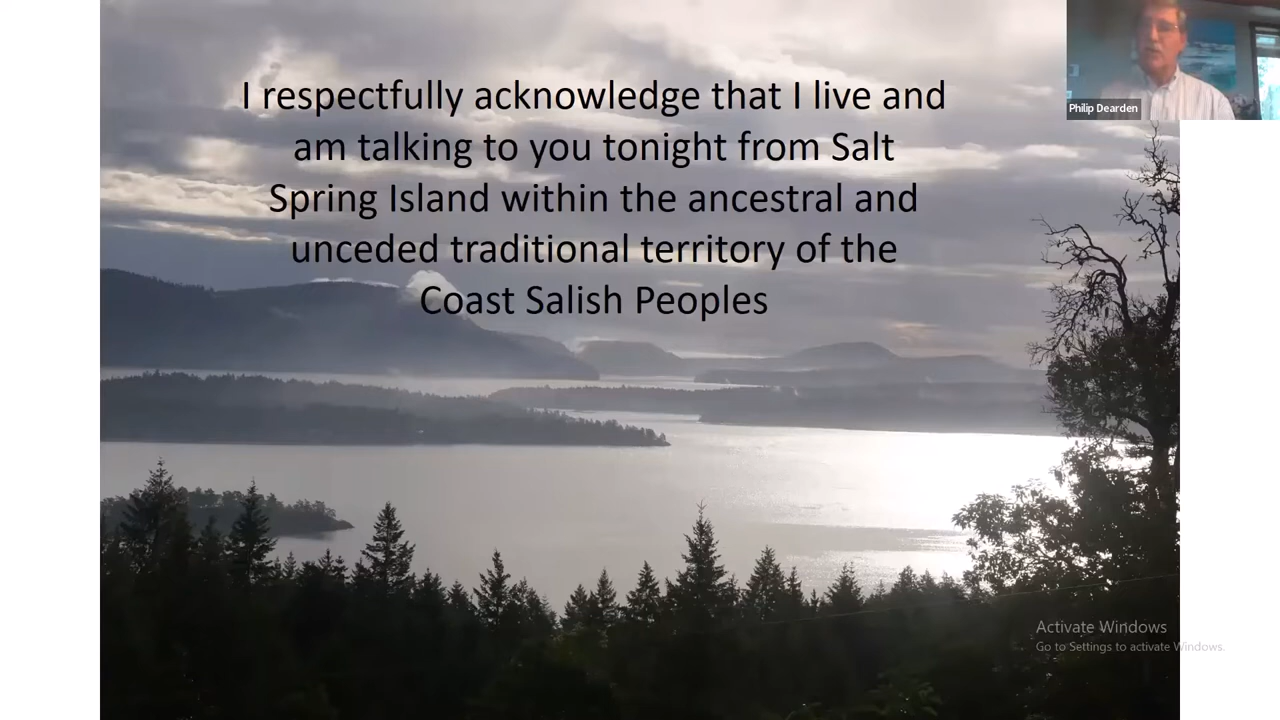 I respectfully acknowledge that I live and
am talking to you tonight from Salt
Spring Island within the ancestral and
unceded traditional territory of the
Coast Salish Peoples
Philip Dearden
Activate Windows
Go to Settings to activate Windows.